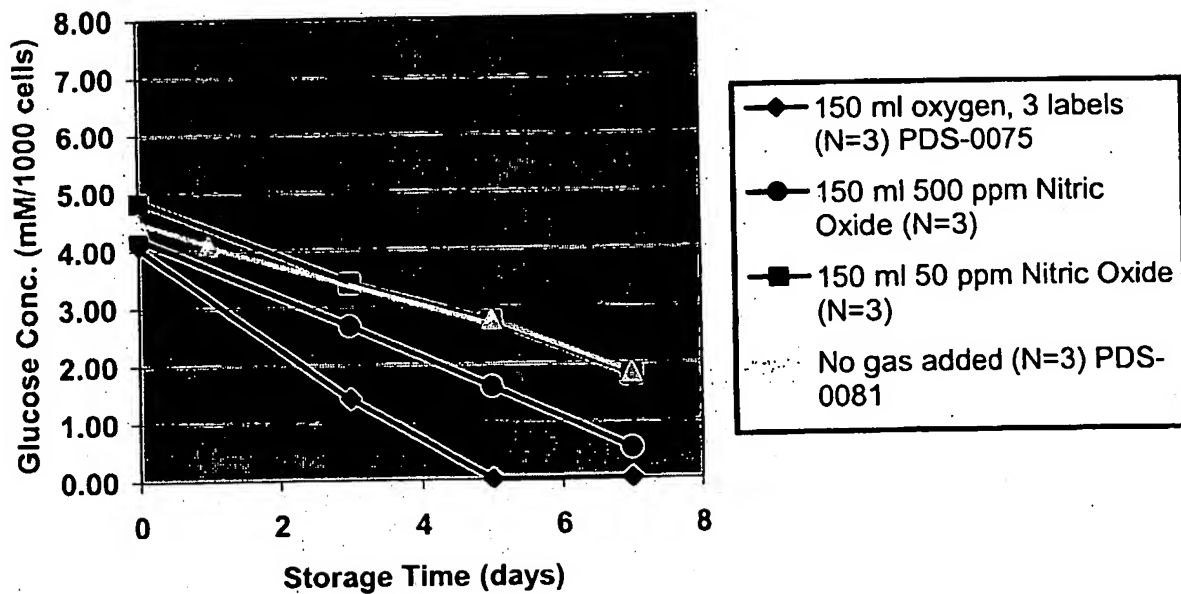 8.00
7.00
6.00
5.00
4.00
3.00
2.00
1.00
0.00
Glucose Conc. (mM/1000 cells)
0 2 4 6 8
Storage Time (days)
150 ml oxygen, 3 labels
(N=3) PDS-0075
150 ml 500 ppm Nitric
Oxide (N=3)
150 ml 50 ppm Nitric Oxide
(N=3)
No gas added (N=3) PDS-
0081